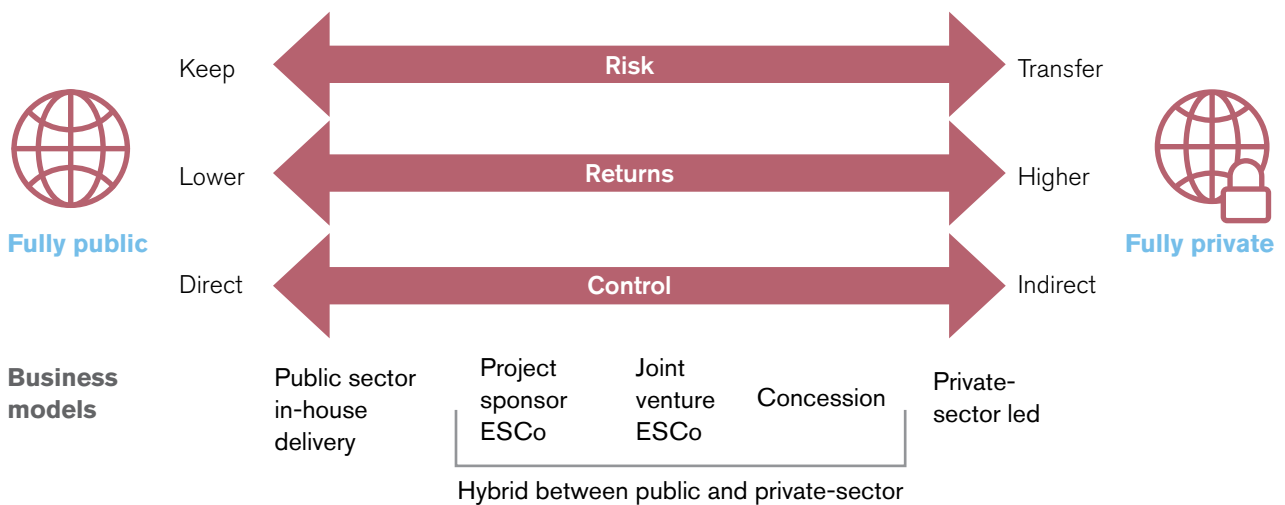 Keep
Risk
Transfer
Lower
Returns
Higher
Fully public
Fully private
Direct
Control
Indirect
Business
models
Public sector
in-house
delivery
Project
sponsor
ESCo
Joint
venture
ESCo
Concession
Private-
sector led
Hybrid between public and private-sector